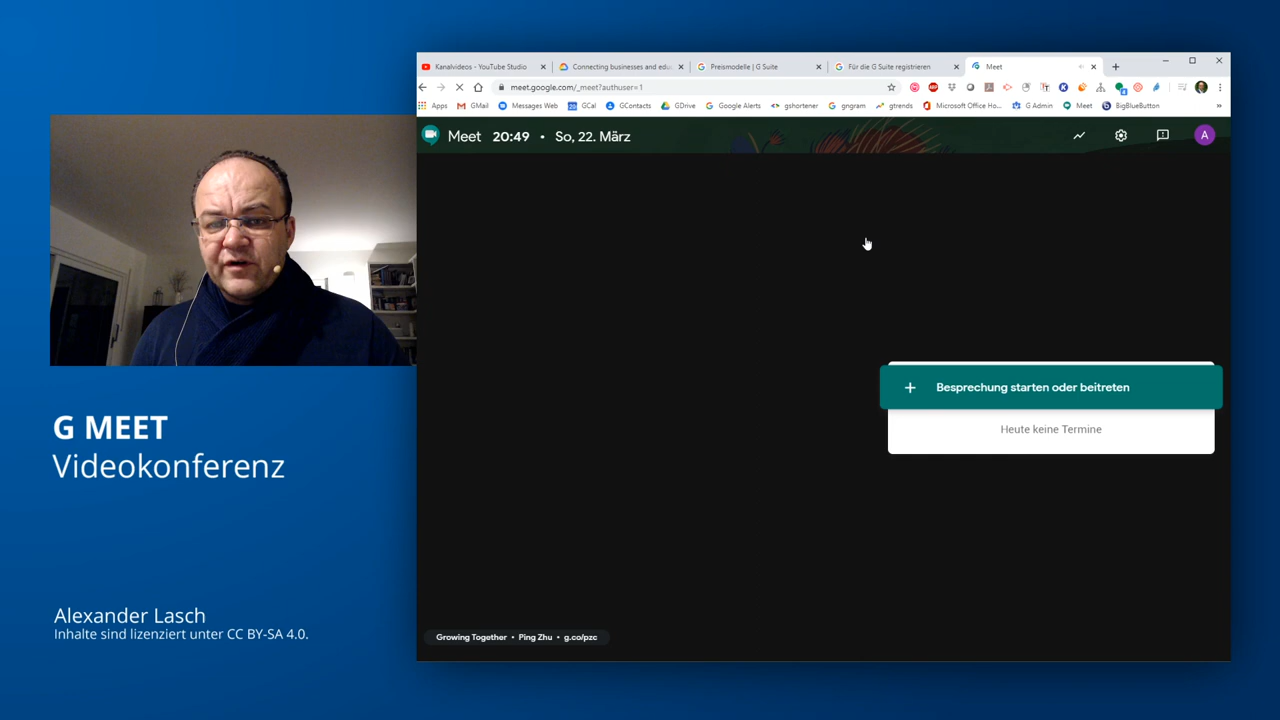 Kanalvideos - YouTube Studio
Connecting businesses and edu
Preismodelle | G Suite
Für die G Suite registrieren
Meet
meet.google.com/_meet?authuser=1
Apps GMail Messages Web GCal GContacts GDrive Google Alerts gshortener gngram gtrends Microsoft Office Ho... G Admin Meet BigBlueButton »
Meet 20:49 • So, 22. März
A
+ Besprechung starten oder beitreten
Heute keine Termine
Growing Together • Ping Zhu • g.co/pzc
G MEET
Videokonferenz
Alexander Lasch
Inhalte sind lizenziert unter CC BY-SA 4.0.